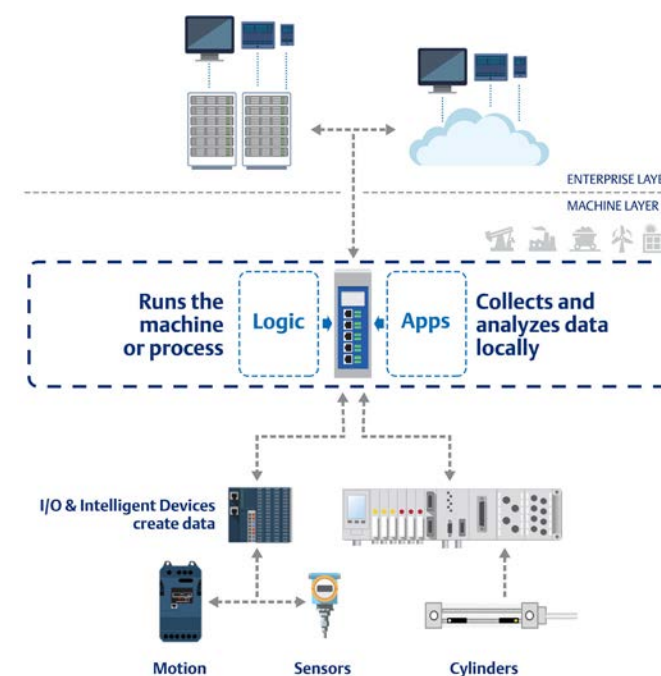 ENTERPRISE LAYE
MACHINE LAYER
Runs the
machine
or process
Logic
Apps
Collects and
analyzes data
locally
I/O & Intelligent Devices
create data
Motion
Sensors
Cylinders